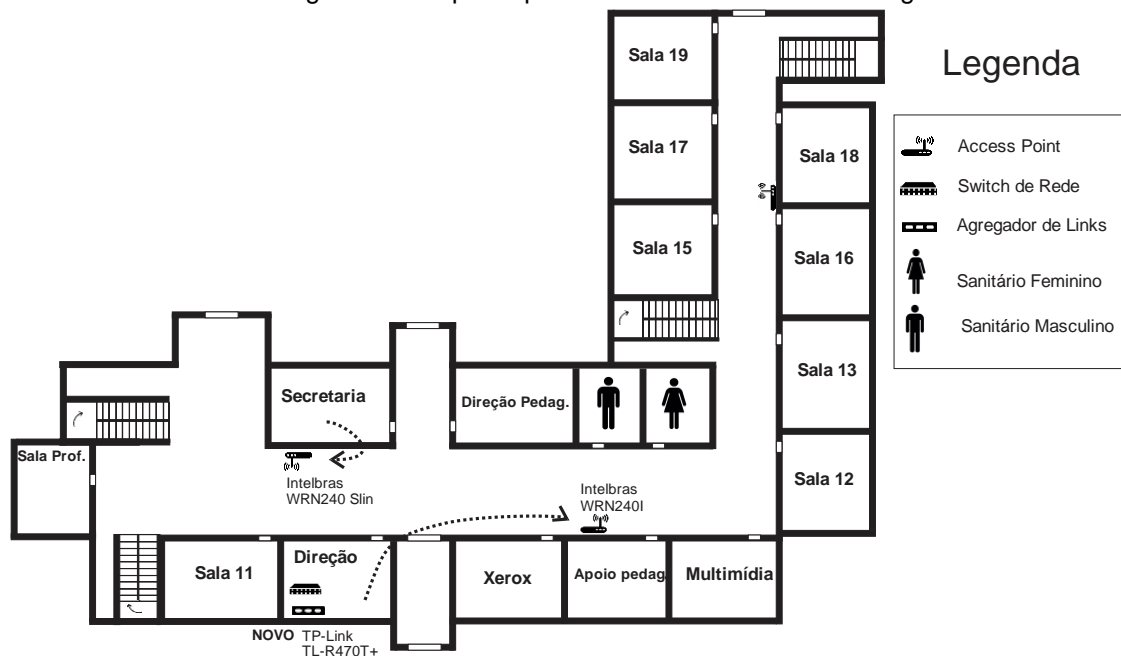 Sala 19
Legenda
Access Point
Sala 17
Sala 18
Switch de Rede
Agregador de Links
Sala 15
Sala 16
Sanitário Feminino
Sanitário Masculino
Sala 13
Secretaria
Direção Pedag.
Sala Prof.
Sala 12
Intelbras
WRN240 Slin
Intelbras
WRN240I
Direção
Sala 11
Xerox
Apoio pedag.
Multimídia
NOVO TP-Link
TL-R470T+